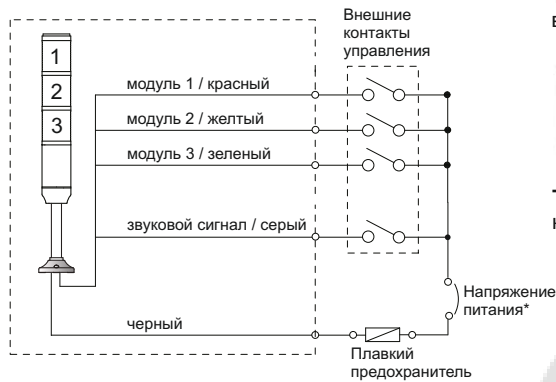 Внешние
контакты
управления
1
2
3
модуль 1 / красный
модуль 2 / желтый
модуль 3 / зеленый
звуковой сигнал / серый
Напряжение
питания*
черный
Плавкий
предохранитель